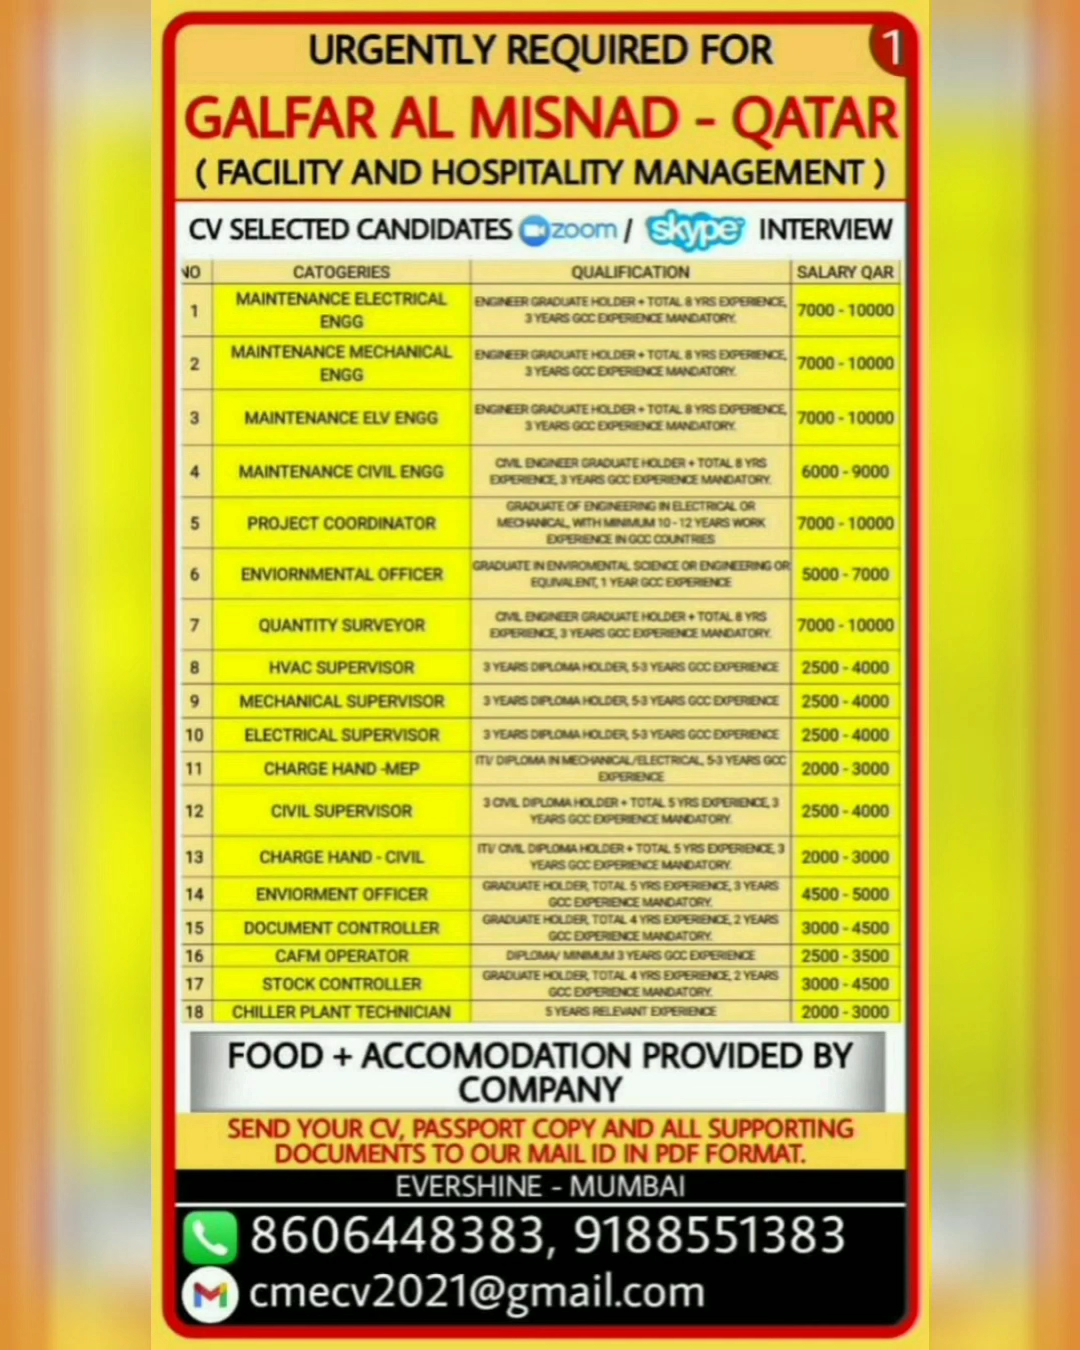 URGENTLY REQUIRED FOR
1
GALFAR AL MISNAD - QATAR
( FACILITY AND HOSPITALITY MANAGEMENT )
CV SELECTED CANDIDATES zoom / skype INTERVIEW
NO CATOGERIES QUALIFICATION SALARY QAR
1 MAINTENANCE ELECTRICAL ENGG ENGINEER GRADUATE HOLDER + TOTAL 8 YRS EXPERIENCE, 3 YEARS GCC EXPERIENCE MANDATORY. 7000 - 10000
2 MAINTENANCE MECHANICAL ENGG ENGINEER GRADUATE HOLDER + TOTAL 8 YRS EXPERIENCE, 3 YEARS GCC EXPERIENCE MANDATORY. 7000 - 10000
3 MAINTENANCE ELV ENGG ENGINEER GRADUATE HOLDER + TOTAL 8 YRS EXPERIENCE, 3 YEARS GCC EXPERIENCE MANDATORY. 7000 - 10000
4 MAINTENANCE CIVIL ENGG CIVIL ENGINEER GRADUATE HOLDER + TOTAL 8 YRS EXPERIENCE, 3 YEARS GCC EXPERIENCE MANDATORY. 6000 - 9000
5 PROJECT COORDINATOR GRADUATE OF ENGINEERING IN ELECTRICAL OR MECHANICAL, WITH MINIMUM 10 - 12 YEARS WORK EXPERIENCE IN GCC COUNTRIES 7000 - 10000
6 ENVIORNMENTAL OFFICER GRADUATE IN ENVIROMENTAL SCIENCE OR ENGINEERING OR EQUIVALENT, 1 YEAR GCC EXPERIENCE 5000 - 7000
7 QUANTITY SURVEYOR CIVIL ENGINEER GRADUATE HOLDER + TOTAL 8 YRS EXPERIENCE, 3 YEARS GCC EXPERIENCE MANDATORY. 7000 - 10000
8 HVAC SUPERVISOR 3 YEARS DIPLOMA HOLDER, 5-3 YEARS GCC EXPERIENCE 2500 - 4000
9 MECHANICAL SUPERVISOR 3 YEARS DIPLOMA HOLDER, 5-3 YEARS GCC EXPERIENCE 2500 - 4000
10 ELECTRICAL SUPERVISOR 3 YEARS DIPLOMA HOLDER, 5-3 YEARS GCC EXPERIENCE 2500 - 4000
11 CHARGE HAND -MEP ITI/ DIPLOMA IN MECHANICAL/ELECTRICAL, 5-3 YEARS GCC EXPERIENCE 2000 - 3000
12 CIVIL SUPERVISOR 3 CIVIL DIPLOMA HOLDER + TOTAL 5 YRS EXPERIENCE, 3 YEARS GCC EXPERIENCE MANDATORY. 2500 - 4000
13 CHARGE HAND - CIVIL ITI/ CIVIL DIPLOMA HOLDER + TOTAL 5 YRS EXPERIENCE, 3 YEARS GCC EXPERIENCE MANDATORY. 2000 - 3000
14 ENVIORMENT OFFICER GRADUATE HOLDER, TOTAL 5 YRS EXPERIENCE, 3 YEARS GCC EXPERIENCE MANDATORY. 4500 - 5000
15 DOCUMENT CONTROLLER GRADUATE HOLDER, TOTAL 4 YRS EXPERIENCE, 2 YEARS GCC EXPERIENCE MANDATORY. 3000 - 4500
16 CAFM OPERATOR DIPLOMA/ MINIMUM 3 YEARS GCC EXPERIENCE 2500 - 3500
17 STOCK CONTROLLER GRADUATE HOLDER, TOTAL 4 YRS EXPERIENCE, 2 YEARS GCC EXPERIENCE MANDATORY. 3000 - 4500
18 CHILLER PLANT TECHNICIAN 5 YEARS RELEVANT EXPERIENCE 2000 - 3000
FOOD + ACCOMODATION PROVIDED BY
COMPANY
SEND YOUR CV, PASSPORT COPY AND ALL SUPPORTING
DOCUMENTS TO OUR MAIL ID IN PDF FORMAT.
EVERSHINE - MUMBAI
8606448383, 9188551383
cmecv2021@gmail.com